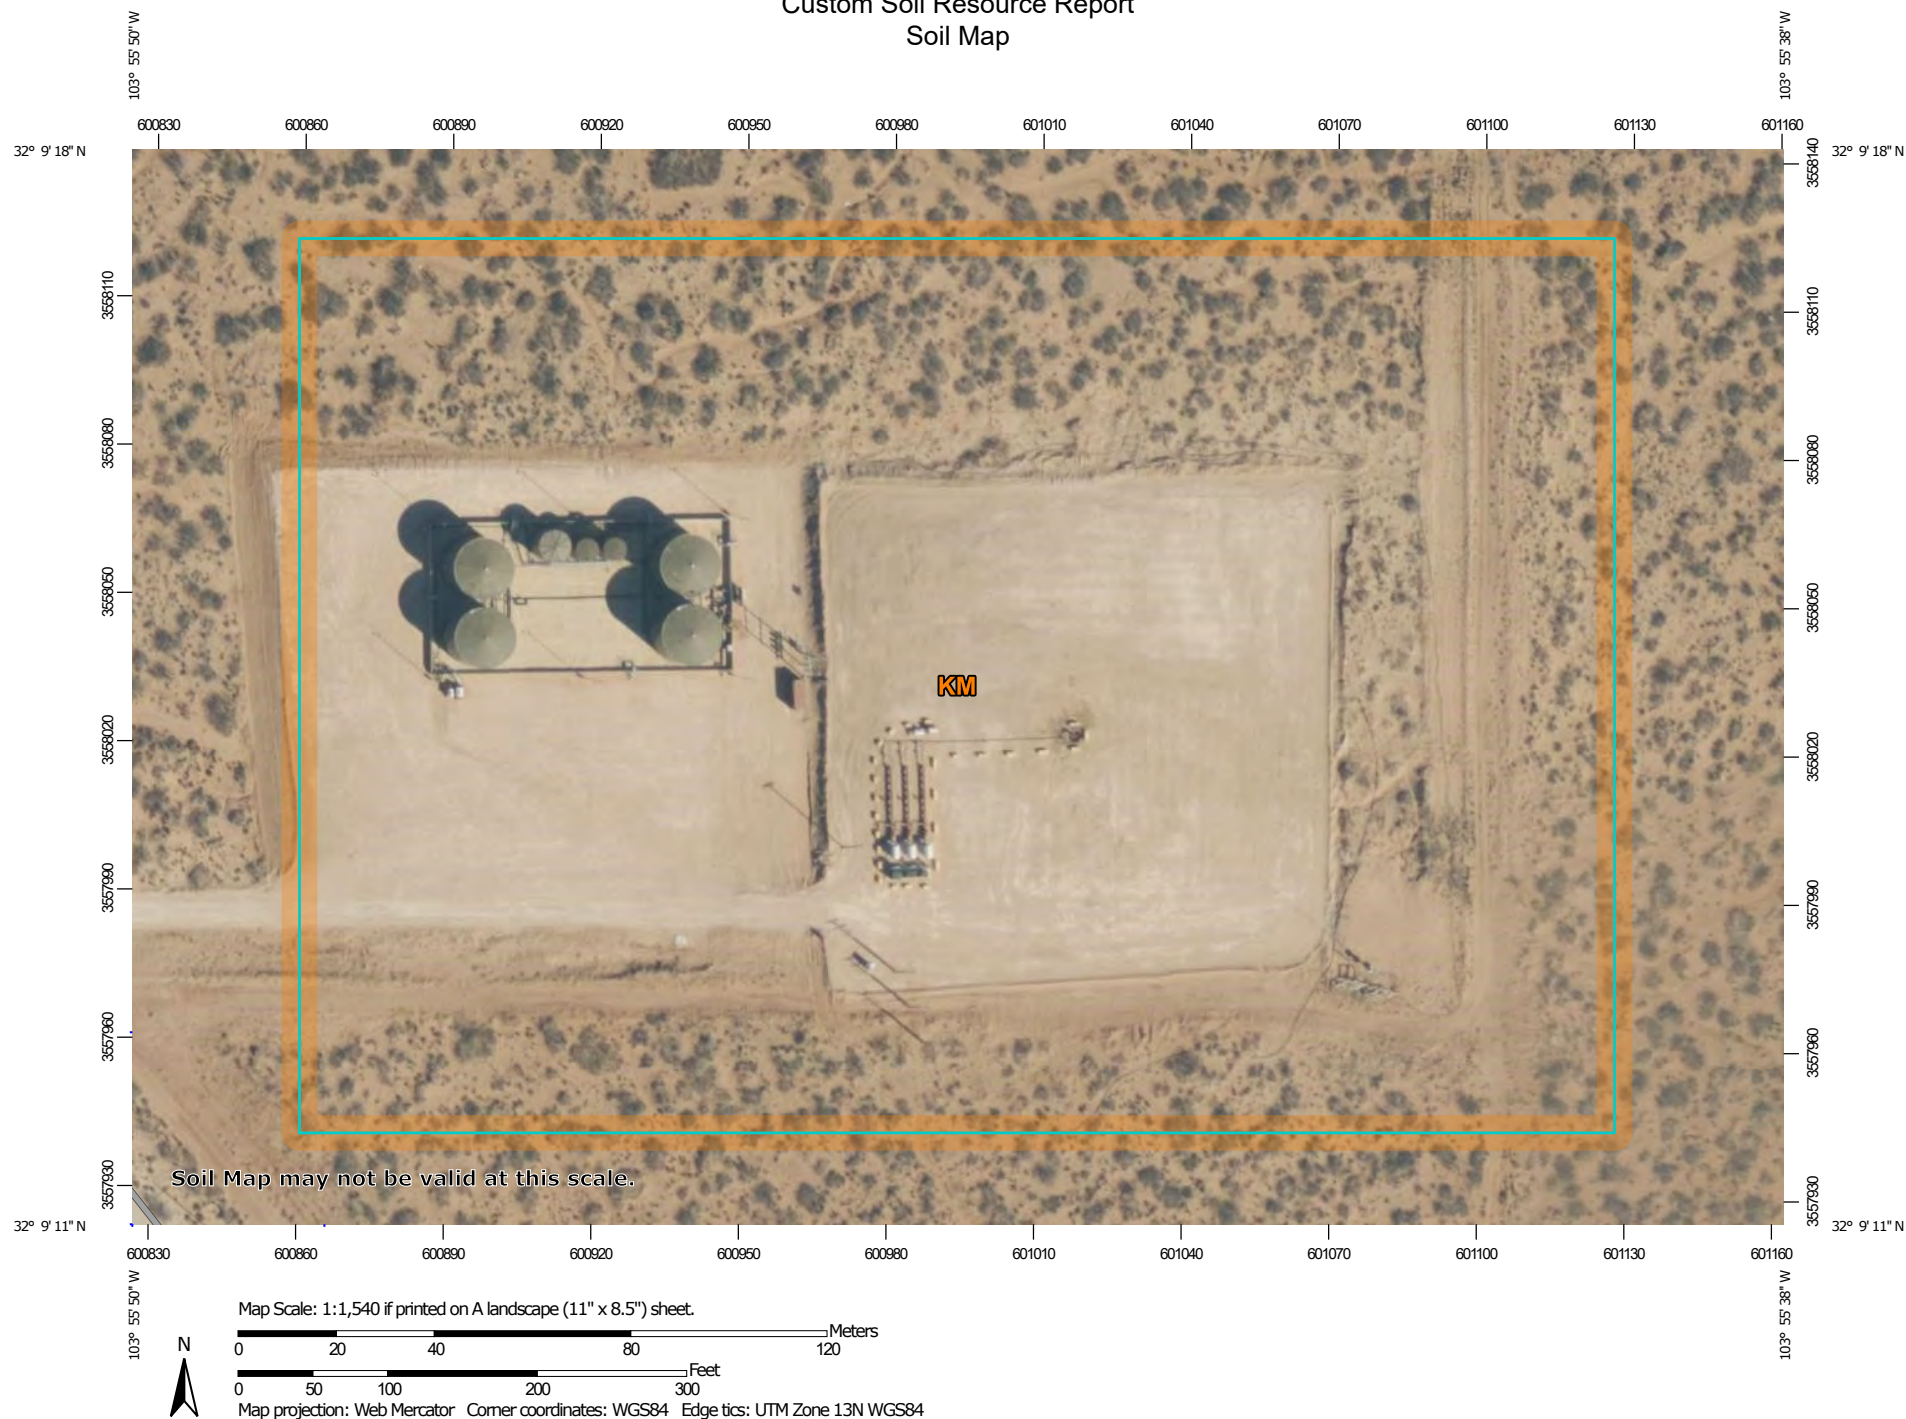 Custom Soil Resource Report
Soil Map
103° 55' 50" W
103° 55' 38" W
600830 600860 600890 600920 600950 600980 601010 601040 601070 601100 601130 601160
32° 9' 18" N
32° 9' 18" N
3558140
3558110
3558110
3558080
3558080
3558050
3558050
KM
3558020
3558020
3557990
3557990
3557960
3557960
Soil Map may not be valid at this scale.
3557930
3557930
32° 9' 11" N
32° 9' 11" N
600830 600860 600890 600920 600950 600980 601010 601040 601070 601100 601130 601160
103° 55' 50" W
103° 55' 38" W
Map Scale: 1:1,540 if printed on A landscape (11" x 8.5") sheet.
Meters
N
0 20 40 80 120
Feet
0 50 100 200 300
Map projection: Web Mercator Corner coordinates: WGS84 Edge tics: UTM Zone 13N WGS84